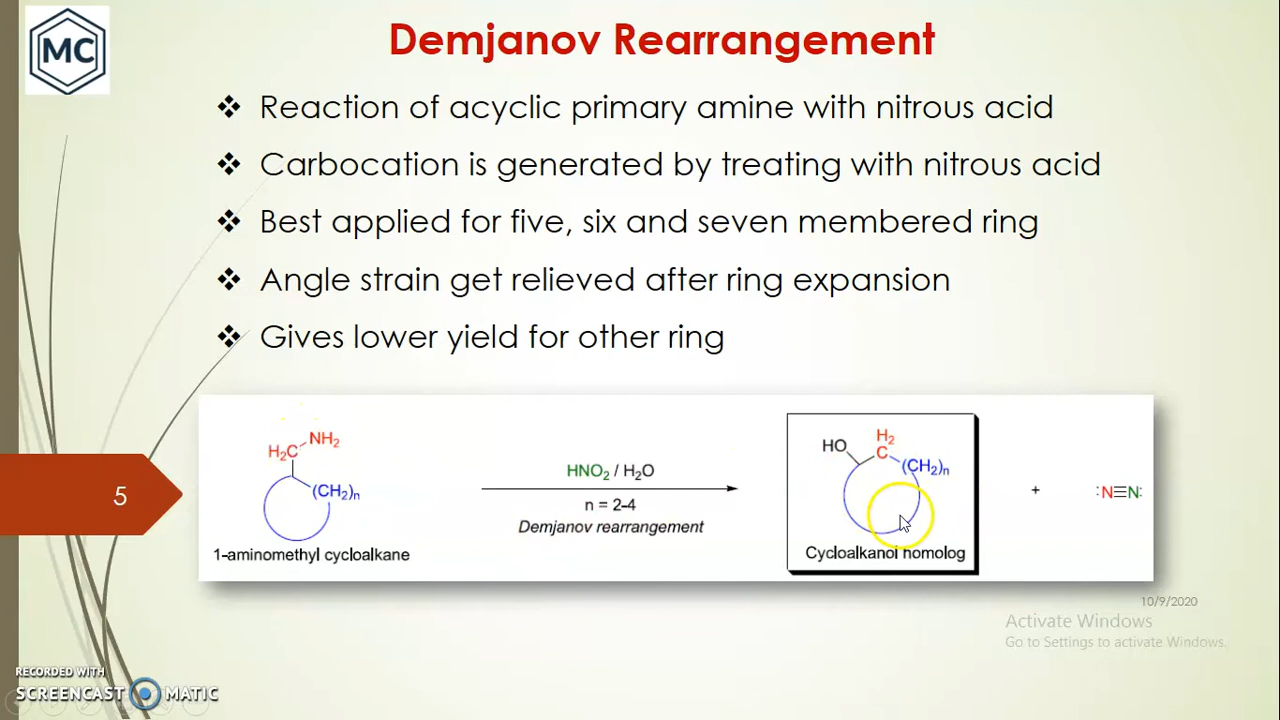 MC
Demjanov Rearrangement
❖ Reaction of acyclic primary amine with nitrous acid
❖ Carbocation is generated by treating with nitrous acid
❖ Best applied for five, six and seven membered ring
❖ Angle strain get relieved after ring expansion
❖ Gives lower yield for other ring
5
H₂C NH₂
(CH₂)ₙ
1-aminomethyl cycloalkane
HNO₂ / H₂O
n = 2-4
Demjanov rearrangement
HO H₂
C (CH₂)ₙ
Cycloalkanol homolog
+
:N≡N:
10/9/2020
Activate Windows
Go to Settings to activate Windows.
RECORDED WITH
SCREENCAST MATIC